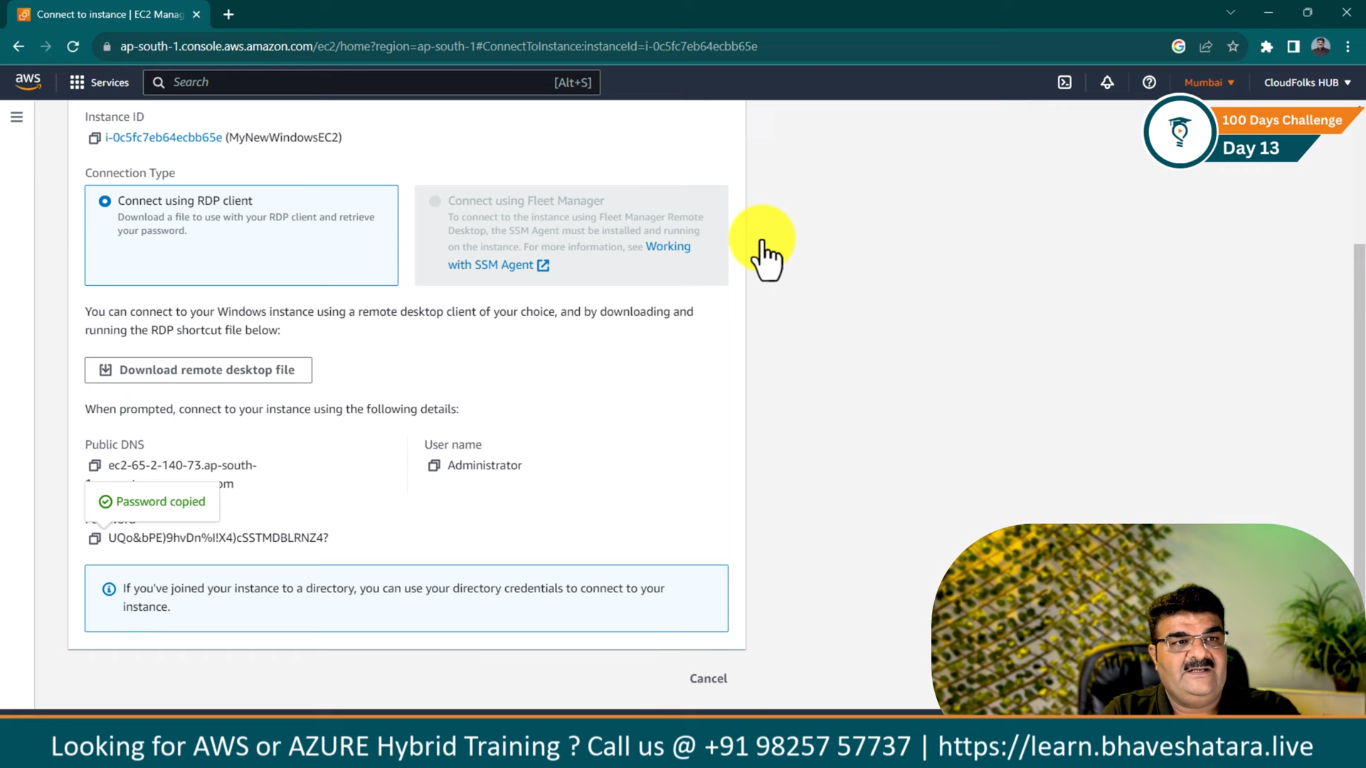 Connect to instance | EC2 Manag
ap-south-1.console.aws.amazon.com/ec2/home?region=ap-south-1#ConnectToInstance:instanceId=i-0c5fc7eb64ecbb65e
aws Services Search [Alt+S] Mumbai CloudFolks HUB
100 Days Challenge
Day 13
Instance ID
i-0c5fc7eb64ecbb65e (MyNewWindowsEC2)
Connection Type
Connect using RDP client
Download a file to use with your RDP client and retrieve
your password.
Connect using Fleet Manager
To connect to the instance using Fleet Manager Remote
Desktop, the SSM Agent must be installed and running
on the instance. For more information, see Working
with SSM Agent
You can connect to your Windows instance using a remote desktop client of your choice, and by downloading and
running the RDP shortcut file below:
Download remote desktop file
When prompted, connect to your instance using the following details:
Public DNS
ec2-65-2-140-73.ap-south-
om
User name
Administrator
Password copied
UQo&bPE)9hvDn%I!X4)cSSTMDBLRNZ4?
If you've joined your instance to a directory, you can use your directory credentials to connect to your
instance.
Cancel
Looking for AWS or AZURE Hybrid Training ? Call us @ +91 98257 57737 | https://learn.bhaveshatara.live